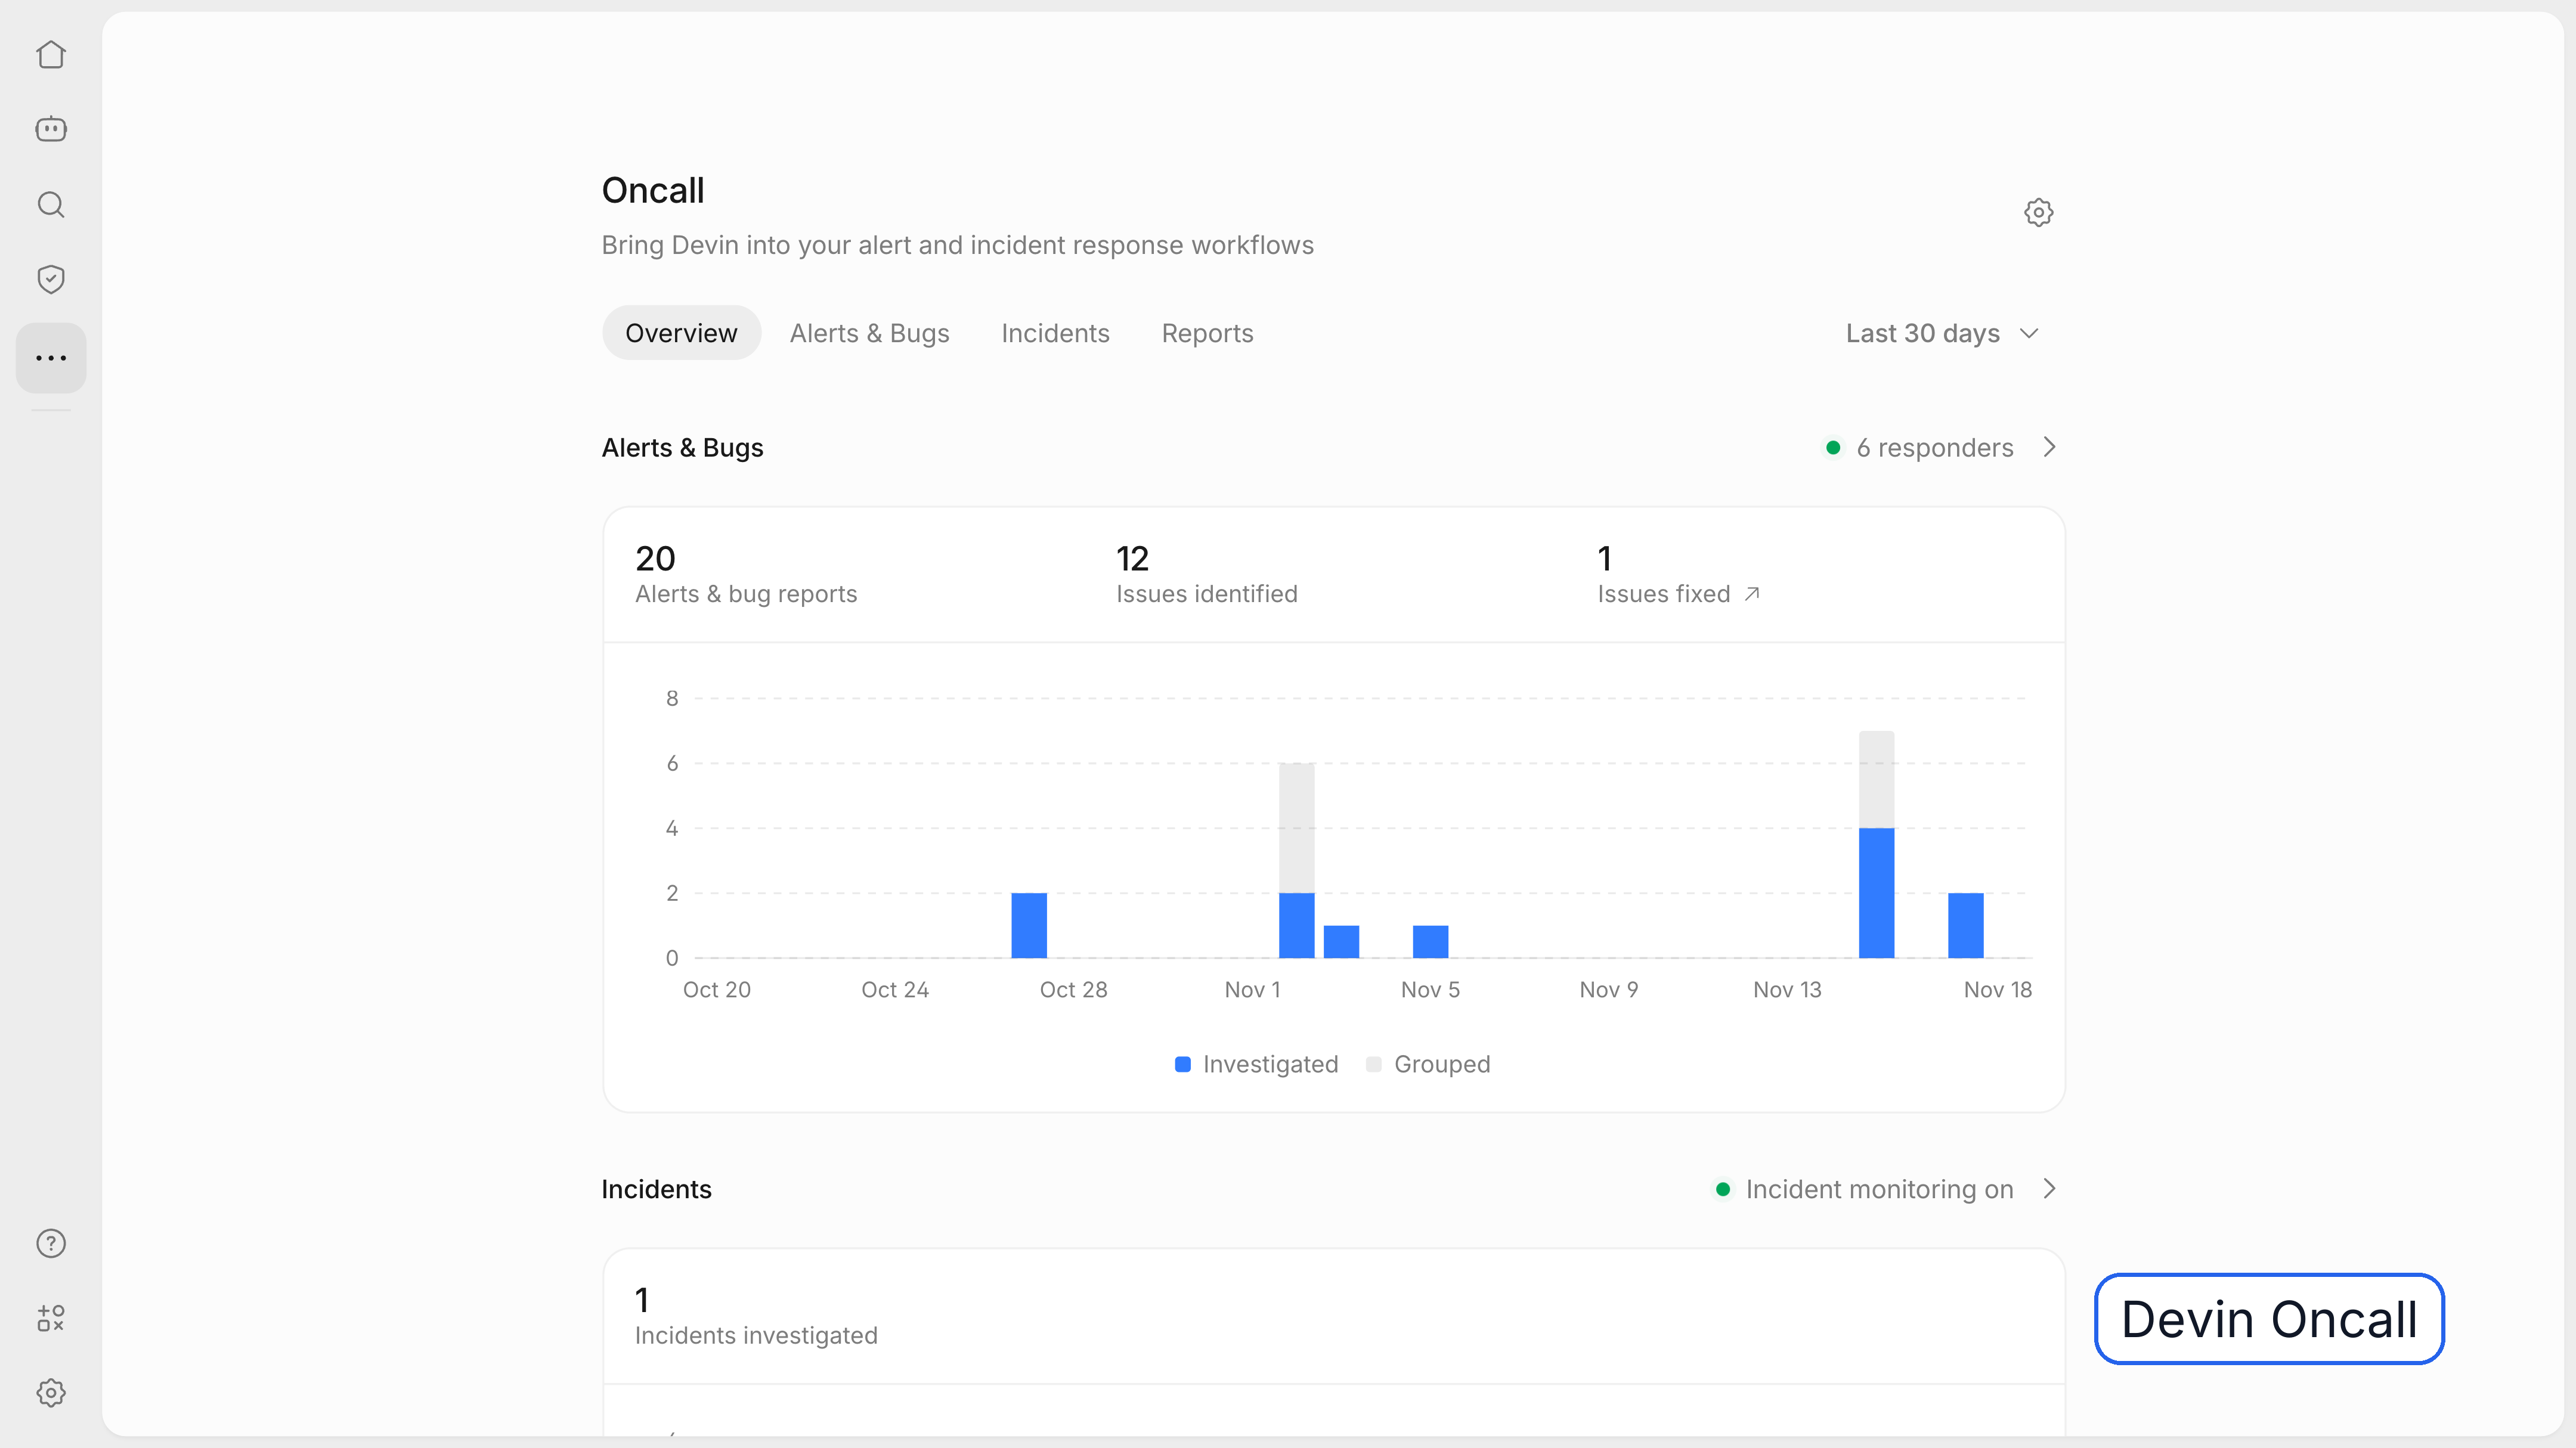 Oncall
Bring Devin into your alert and incident response workflows
Overview Alerts & Bugs Incidents Reports Last 30 days
Alerts & Bugs 6 responders
20 12 1
Alerts & bug reports Issues identified Issues fixed
8
6
4
2
0
Oct 20 Oct 24 Oct 28 Nov 1 Nov 5 Nov 9 Nov 13 Nov 18
Investigated Grouped
Incidents Incident monitoring on
1
Incidents investigated
Devin Oncall